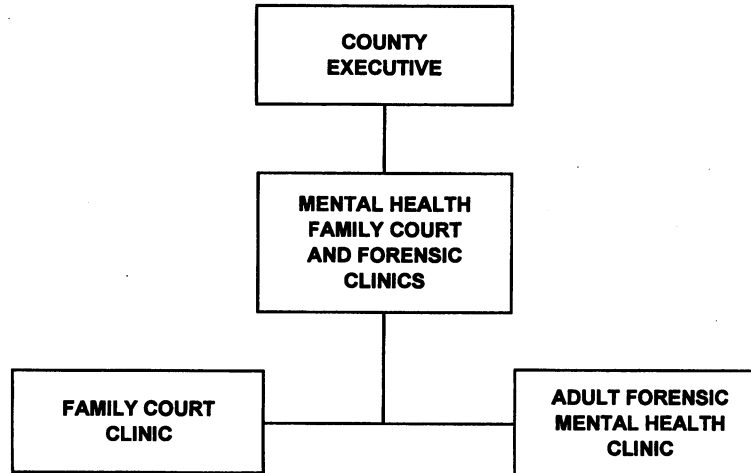 COUNTY
EXECUTIVE
MENTAL HEALTH
FAMILY COURT
AND FORENSIC
CLINICS
FAMILY COURT
CLINIC
ADULT FORENSIC
MENTAL HEALTH
CLINIC